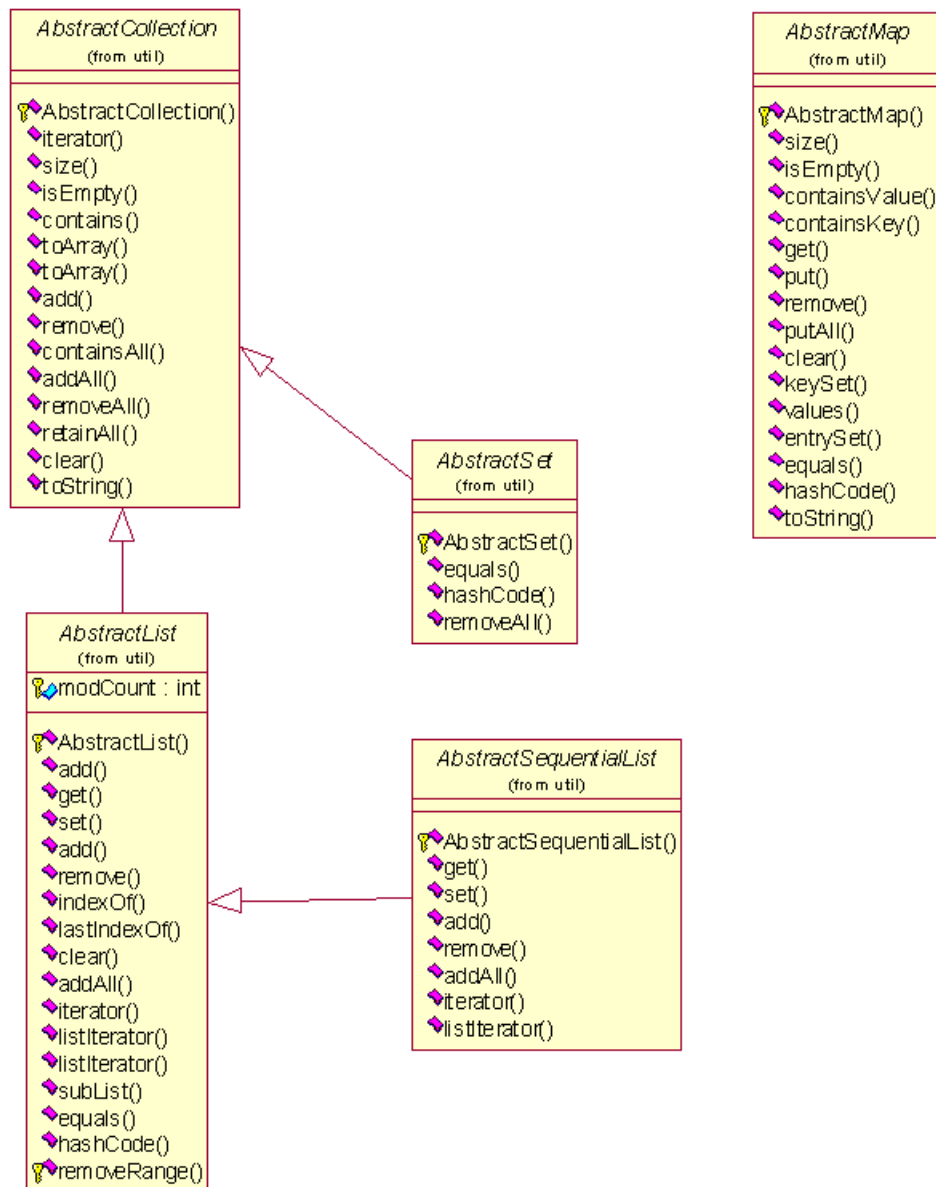 AbstractCollection
(from util)
AbstractCollection()
iterator()
size()
isEmpty()
contains()
toArray()
toArray()
add()
remove()
containsAll()
addAll()
removeAll()
retainAll()
clear()
toString()
AbstractMap
(from util)
AbstractMap()
size()
isEmpty()
containsValue()
containsKey()
get()
put()
remove()
putAll()
clear()
keySet()
values()
entrySet()
equals()
hashCode()
toString()
AbstractSet
(from util)
AbstractSet()
equals()
hashCode()
removeAll()
AbstractList
(from util)
modCount : int
AbstractList()
add()
get()
set()
add()
remove()
indexOf()
lastIndexOf()
clear()
addAll()
iterator()
listIterator()
listIterator()
subList()
equals()
hashCode()
removeRange()
AbstractSequentialList
(from util)
AbstractSequentialList()
get()
set()
add()
remove()
addAll()
iterator()
listIterator()